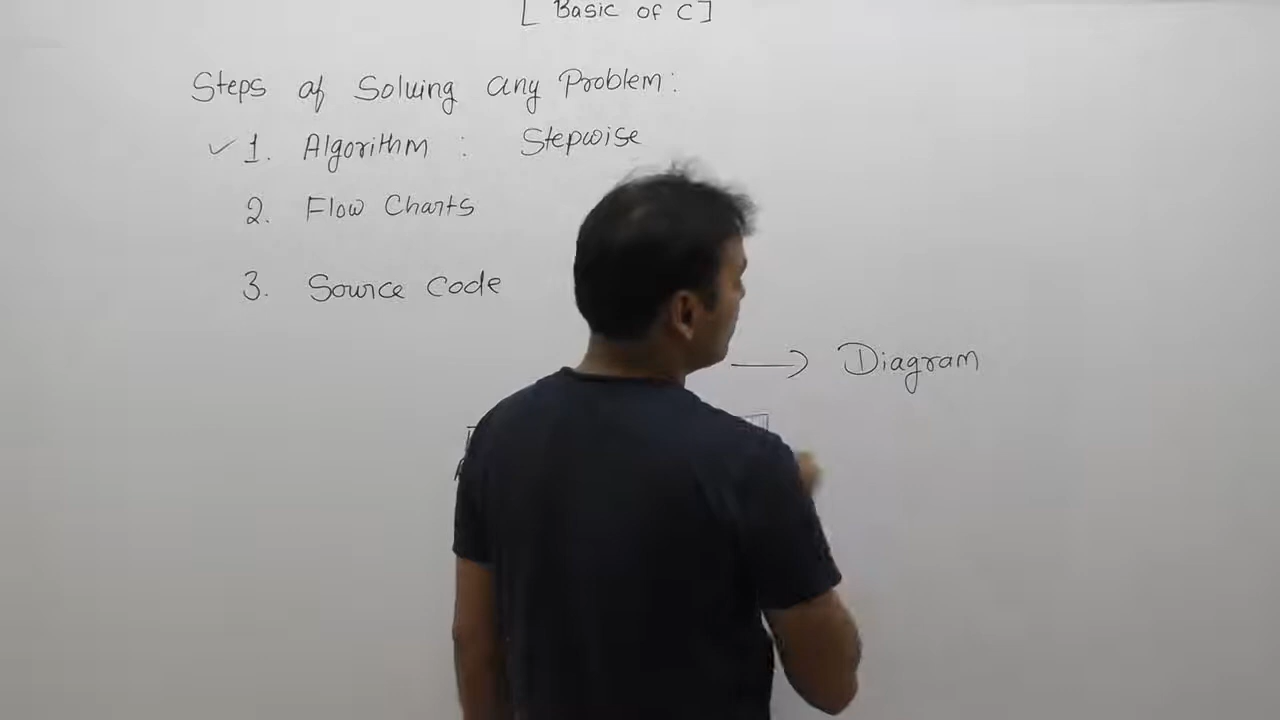 [ Basic of C ]
Steps of Solving any Problem:
✓ 1. Algorithm : Stepwise
2. Flow Charts
3. Source Code
→ Diagram